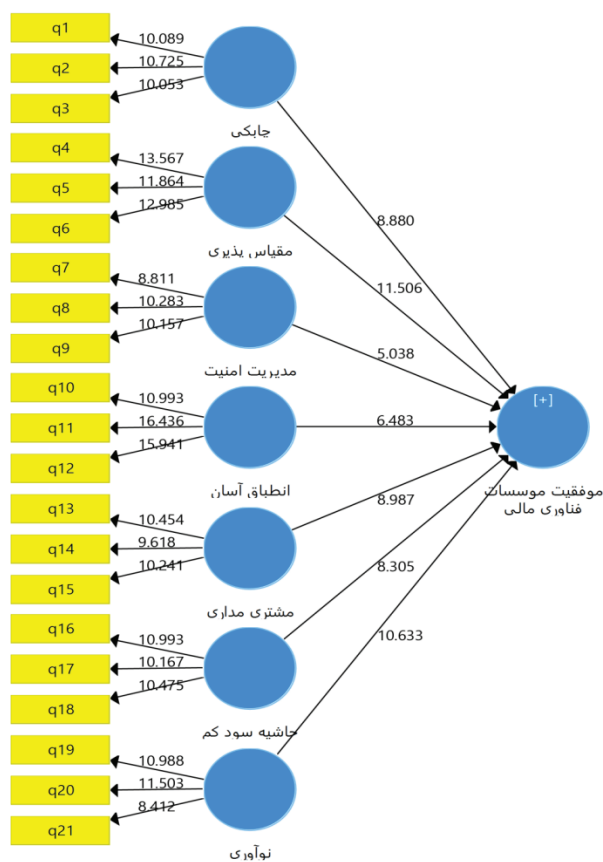 q1
10.089
q2
10.725
q3
10.053
چابکی
8.880
q4
13.567
q5
11.864
q6
12.985
مقیاس پذیری
11.506
q7
8.811
q8
10.283
q9
10.157
مدیریت امنیت
5.038
q10
10.993
q11
16.436
q12
15.941
انطباق آسان
6.483
[+]
موفقیت موسسات
فناوری مالی
q13
10.454
q14
9.618
q15
10.241
مشتری مداری
8.987
q16
10.993
q17
10.167
q18
10.475
حاشیه سود کم
8.305
q19
10.988
q20
11.503
q21
8.412
نوآوری
10.633